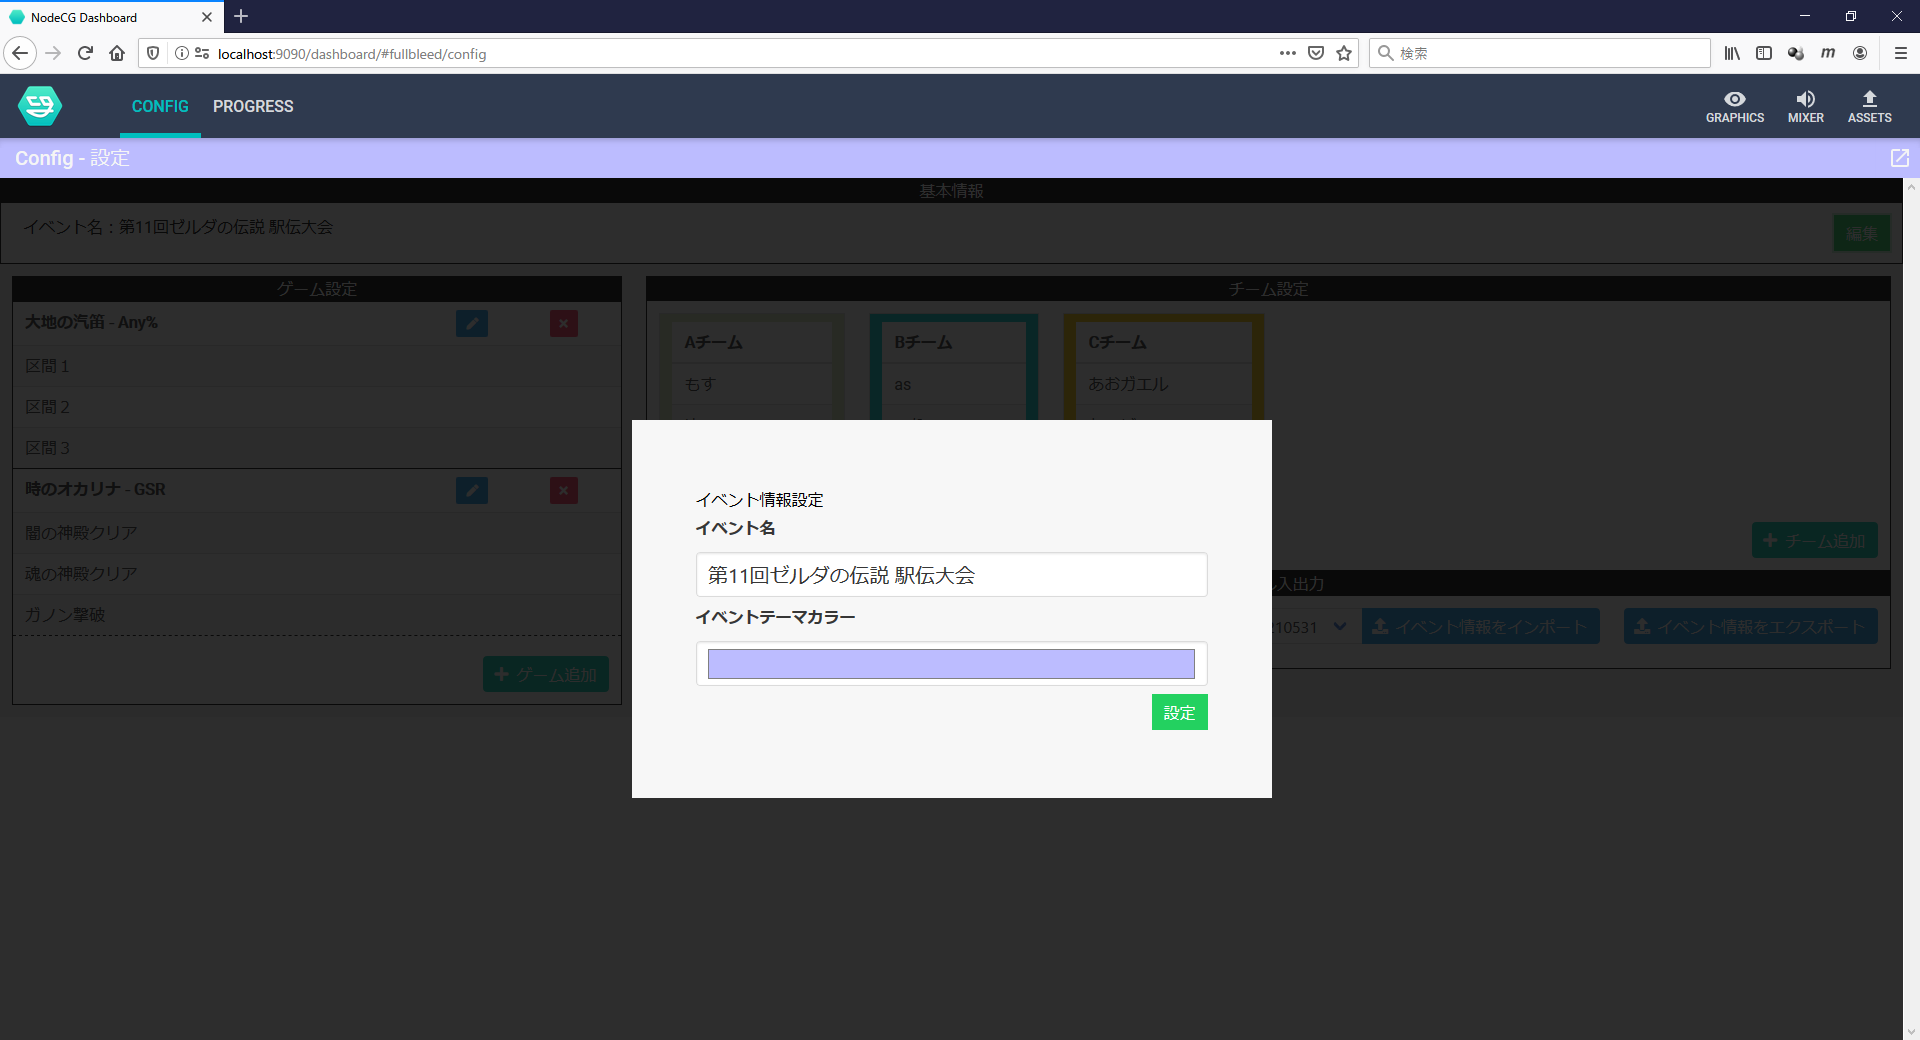 NodeCG Dashboard
localhost:9090/dashboard/#fullbleed/config
検索
CONFIG
PROGRESS
GRAPHICS
MIXER
ASSETS
Config - 設定
基本情報
イベント名：第11回ゼルダの伝説 駅伝大会
編集
ゲーム設定
大地の汽笛 - Any%
区間１
区間２
区間３
時のオカリナ - GSR
闇の神殿クリア
魂の神殿クリア
ガノン撃破
ゲーム追加
チーム設定
Aチーム
もす
Bチーム
as
Cチーム
あおガエル
チーム追加
ル入出力
10531
イベント情報をインポート
イベント情報をエクスポート
イベント情報設定
イベント名
第11回ゼルダの伝説 駅伝大会
イベントテーマカラー
設定